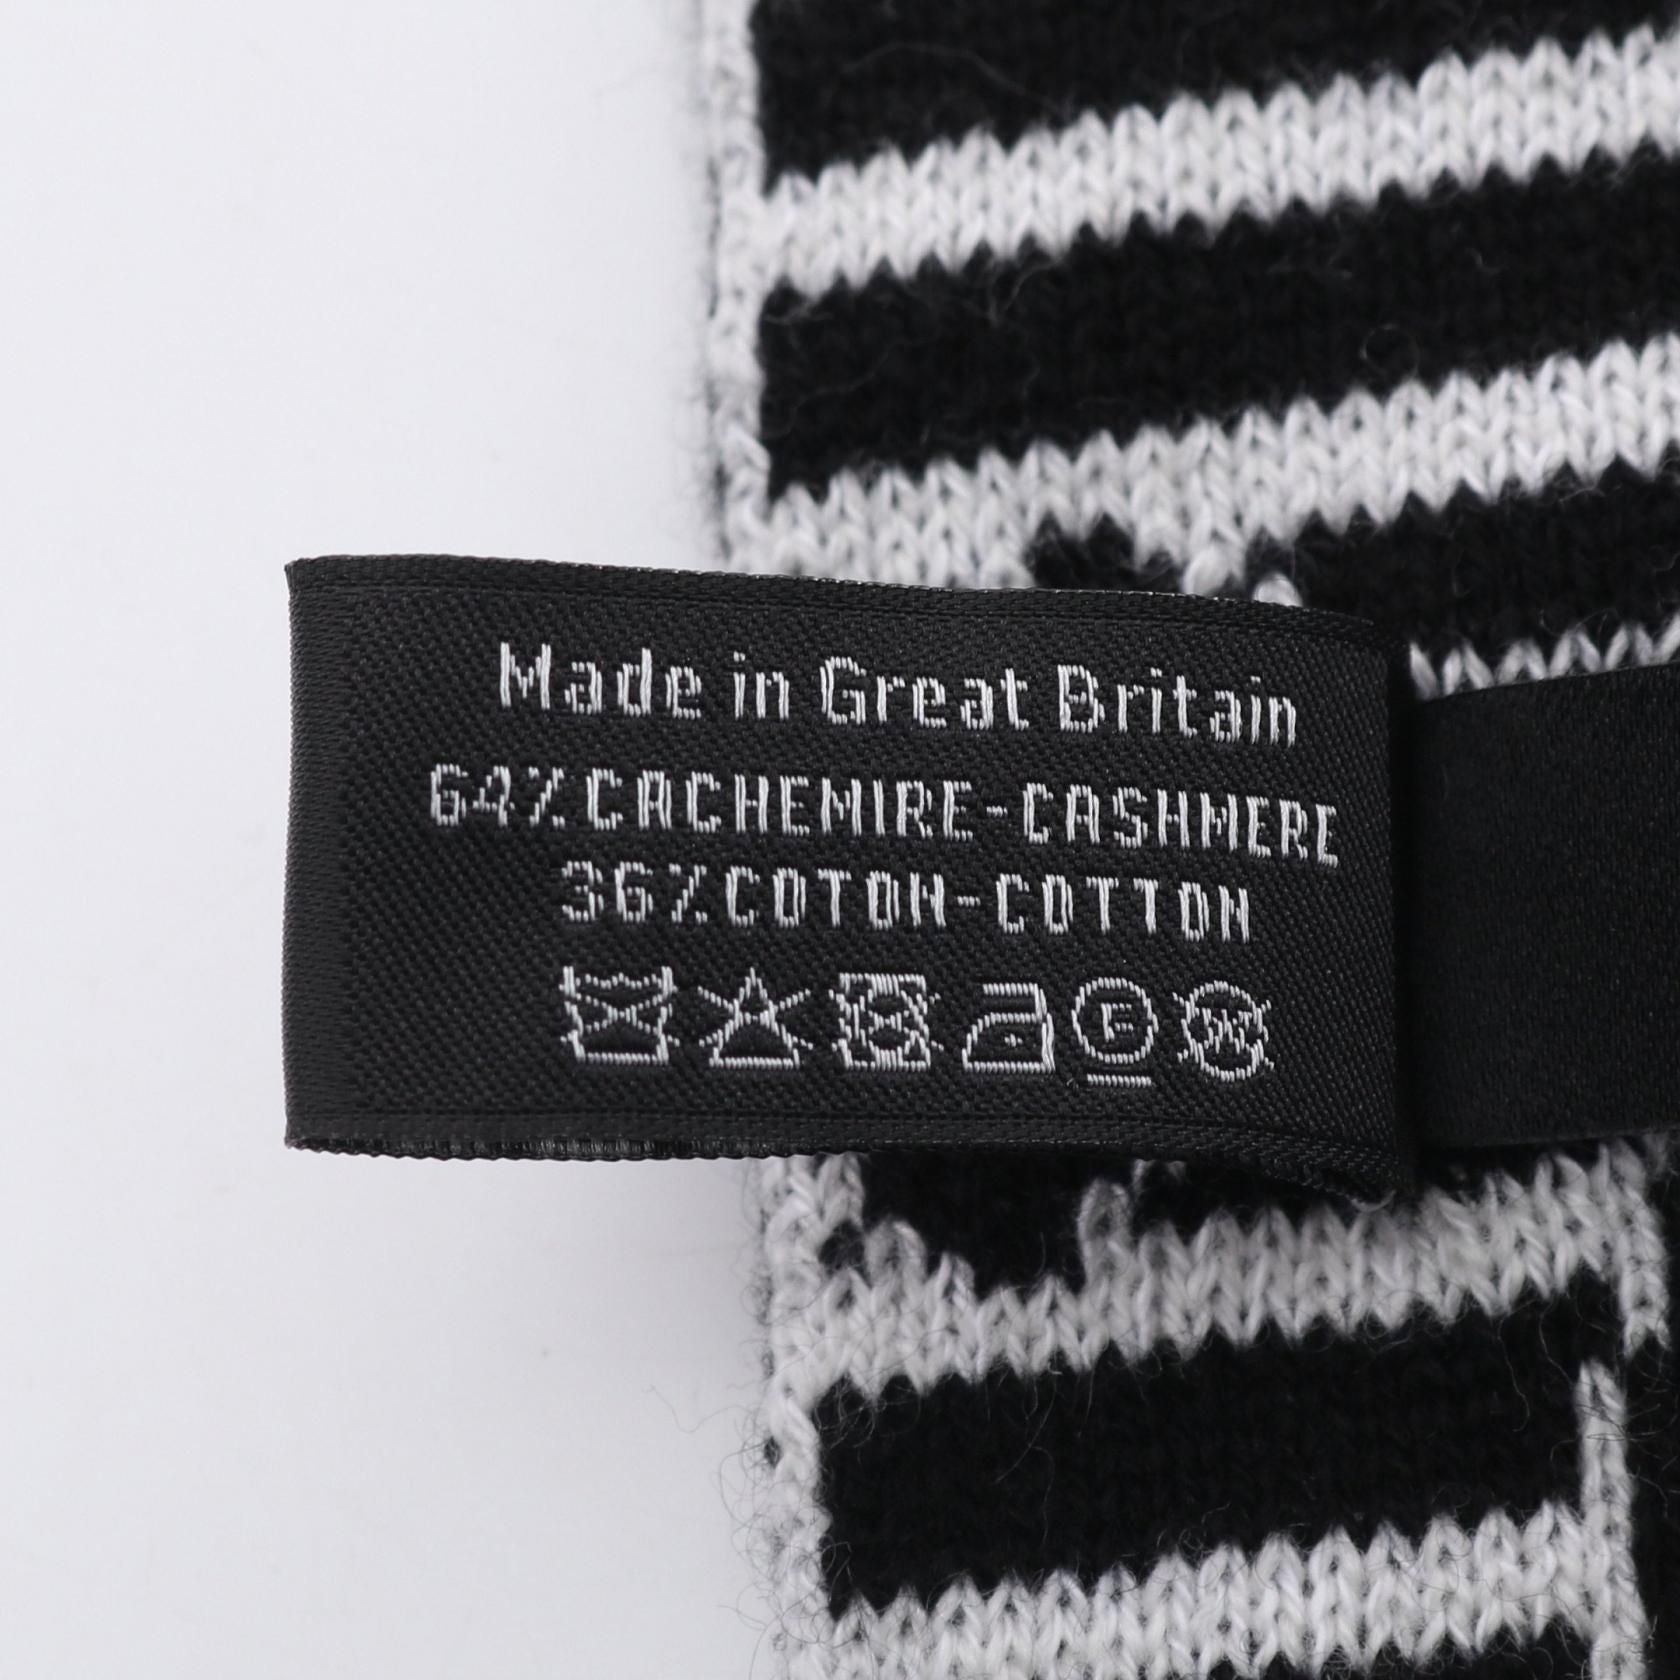 Made in Great Britain
64% CACHEMIRE-CASHMERE
36% COTON-COTTON
F
W